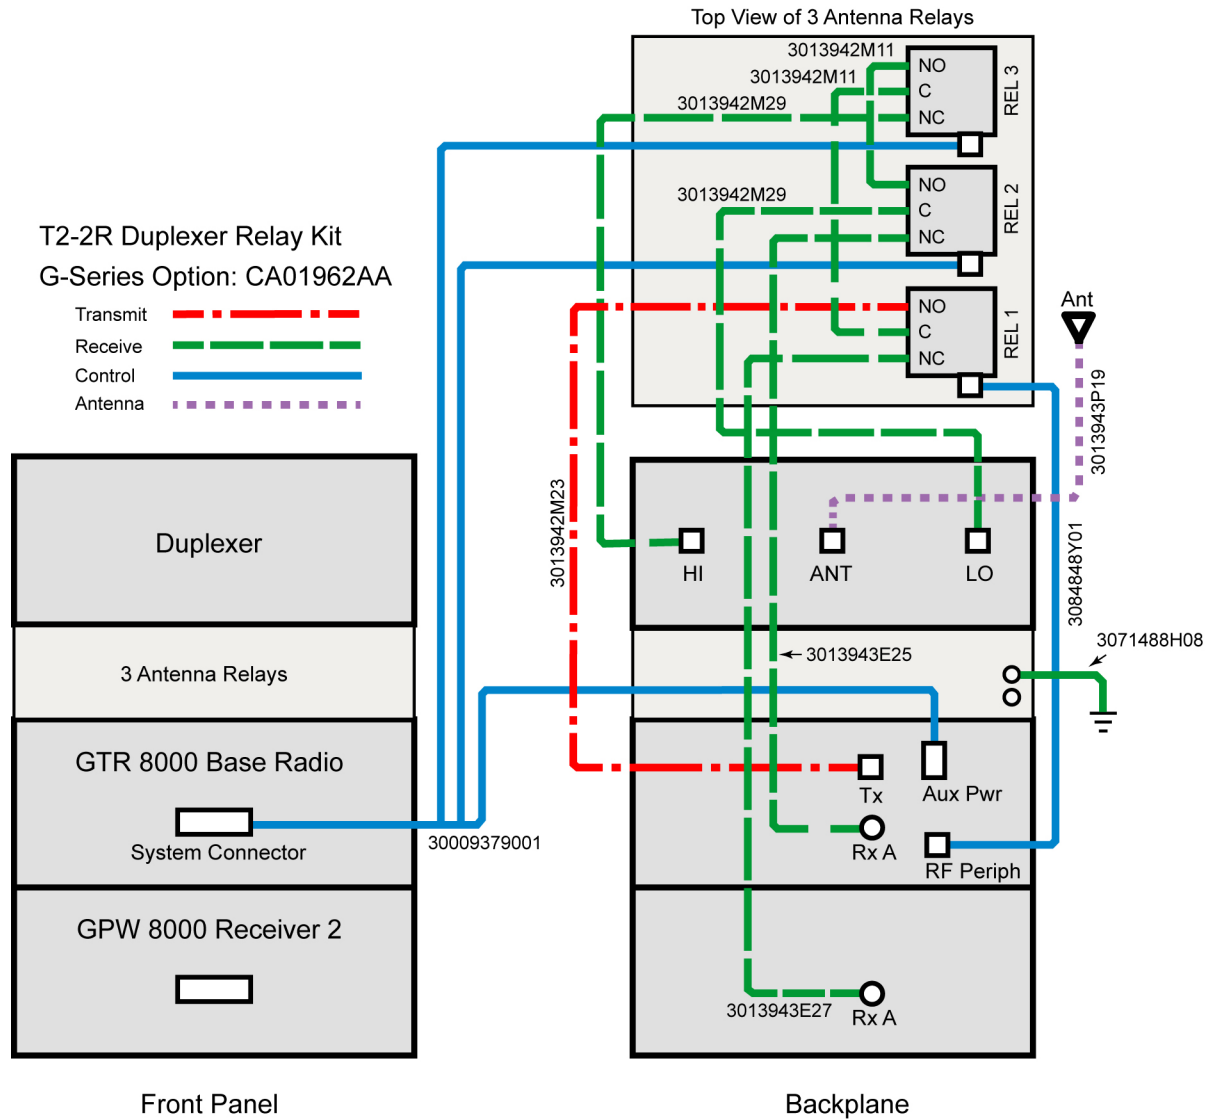 Top View of 3 Antenna Relays
3013942M11
3013942M11
3013942M29
NO
C
NC
REL 3
3013942M29
NO
C
NC
REL 2
NO
C
NC
REL 1
T2-2R Duplexer Relay Kit
G-Series Option: CA01962AA
Transmit
Receive
Control
Antenna
Ant
3013943P19
3013942M23
3084848Y01
Duplexer
HI
ANT
LO
3 Antenna Relays
3013943E25
3071488H08
GTR 8000 Base Radio
System Connector
30009379001
Tx
Aux Pwr
Rx A
RF Periph
GPW 8000 Receiver 2
3013943E27
Rx A
Front Panel
Backplane